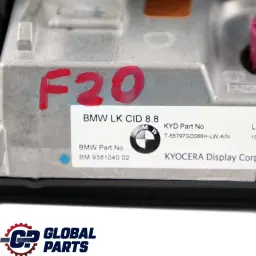 F20
BMW LK CID 8.8
KYD Part No
T-55797GD088H-LW-AIN
BMW Part No
BM 9381040 02
KYOCERA Display Corp
GLOBAL
PARTS